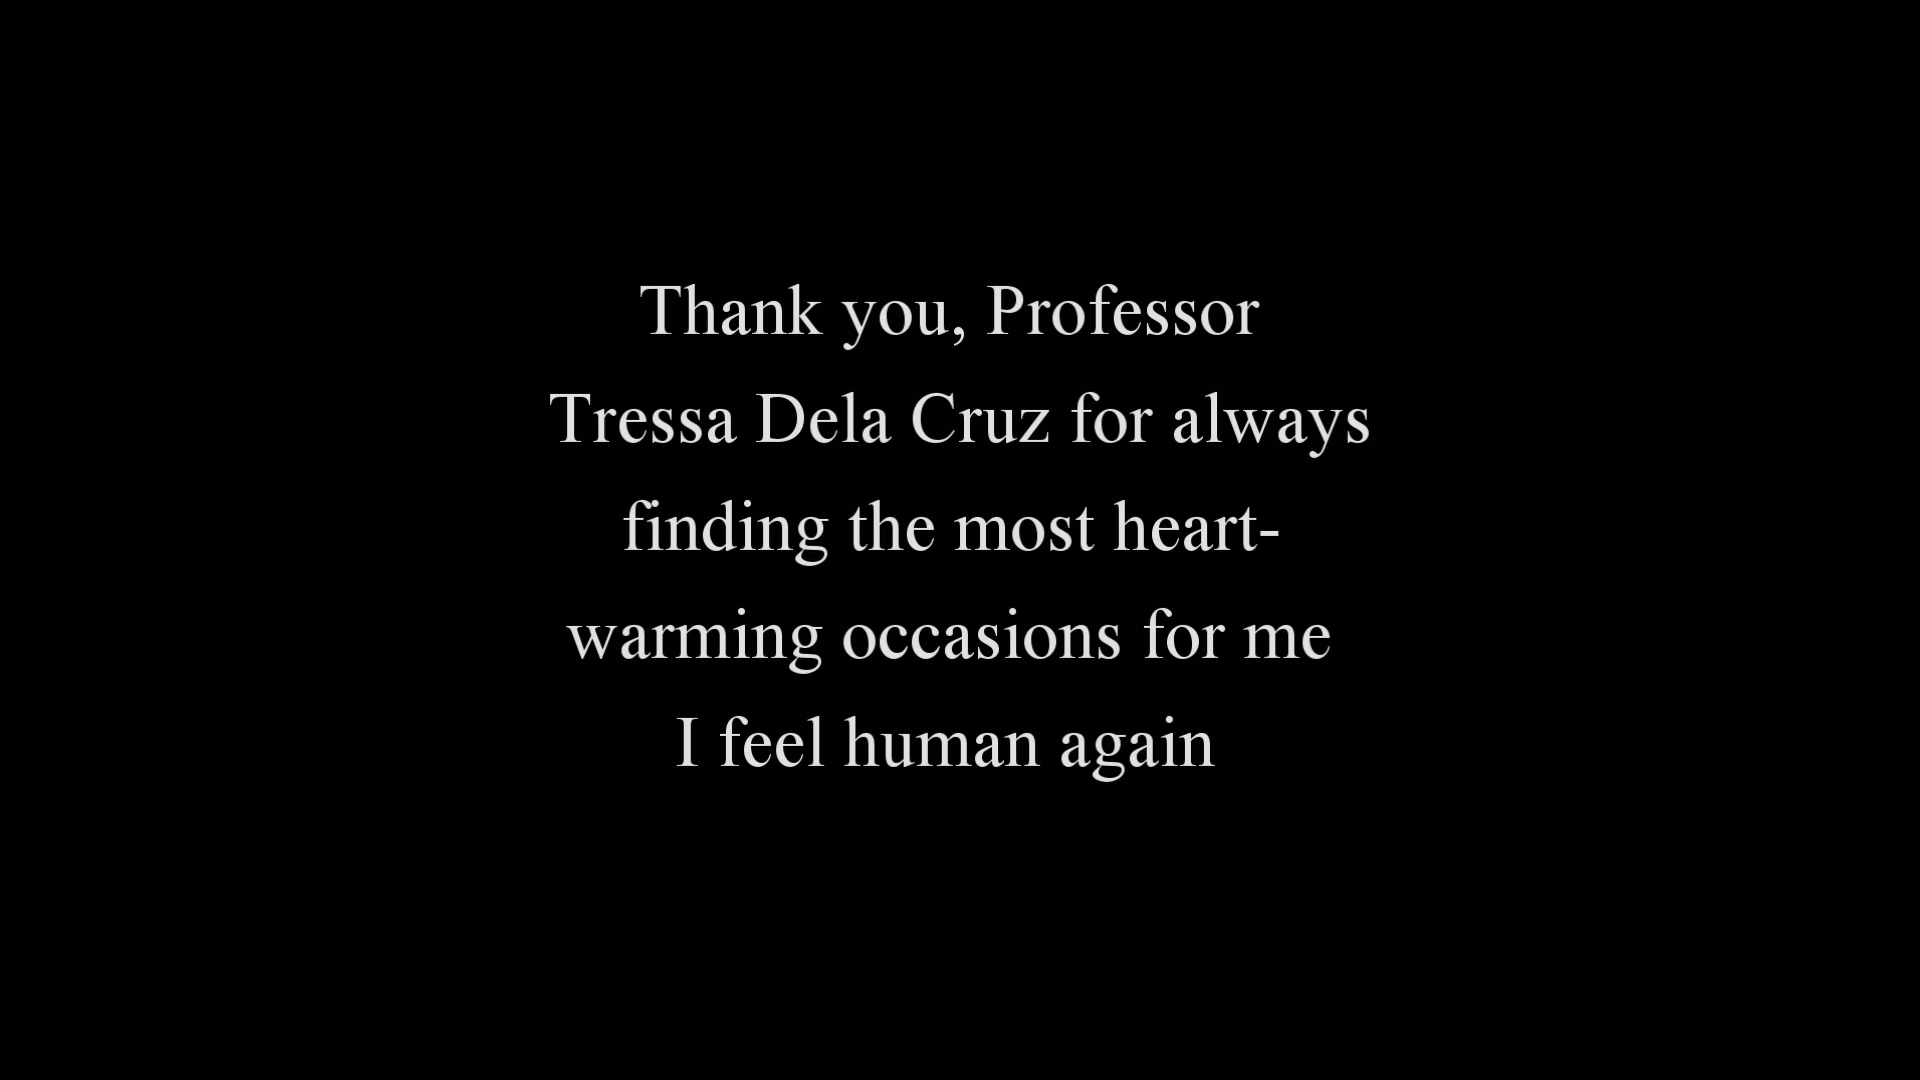 Thank you, Professor
Tressa Dela Cruz for always
finding the most heart-
warming occasions for me
I feel human again